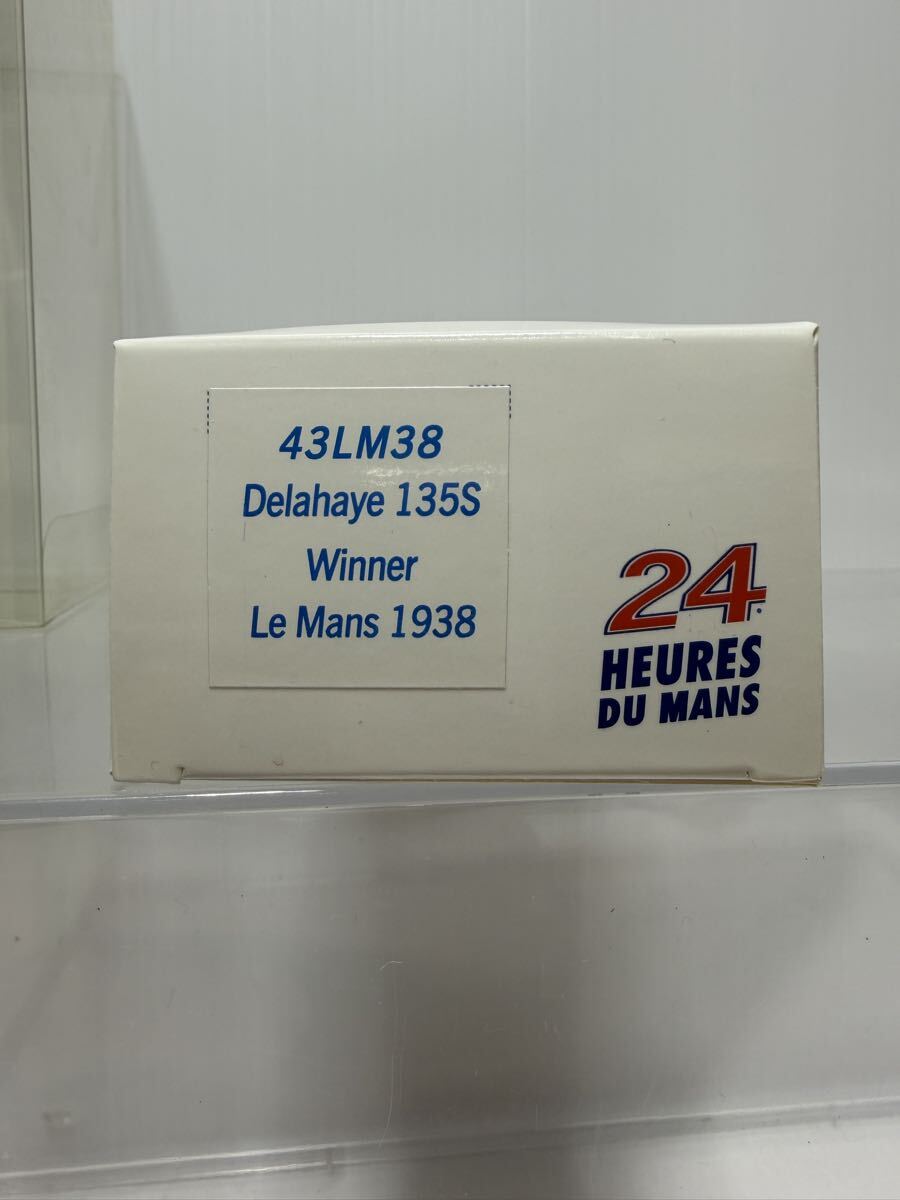 43LM38
Delahaye 135S
Winner
Le Mans 1938
24
HEURES
DU MANS